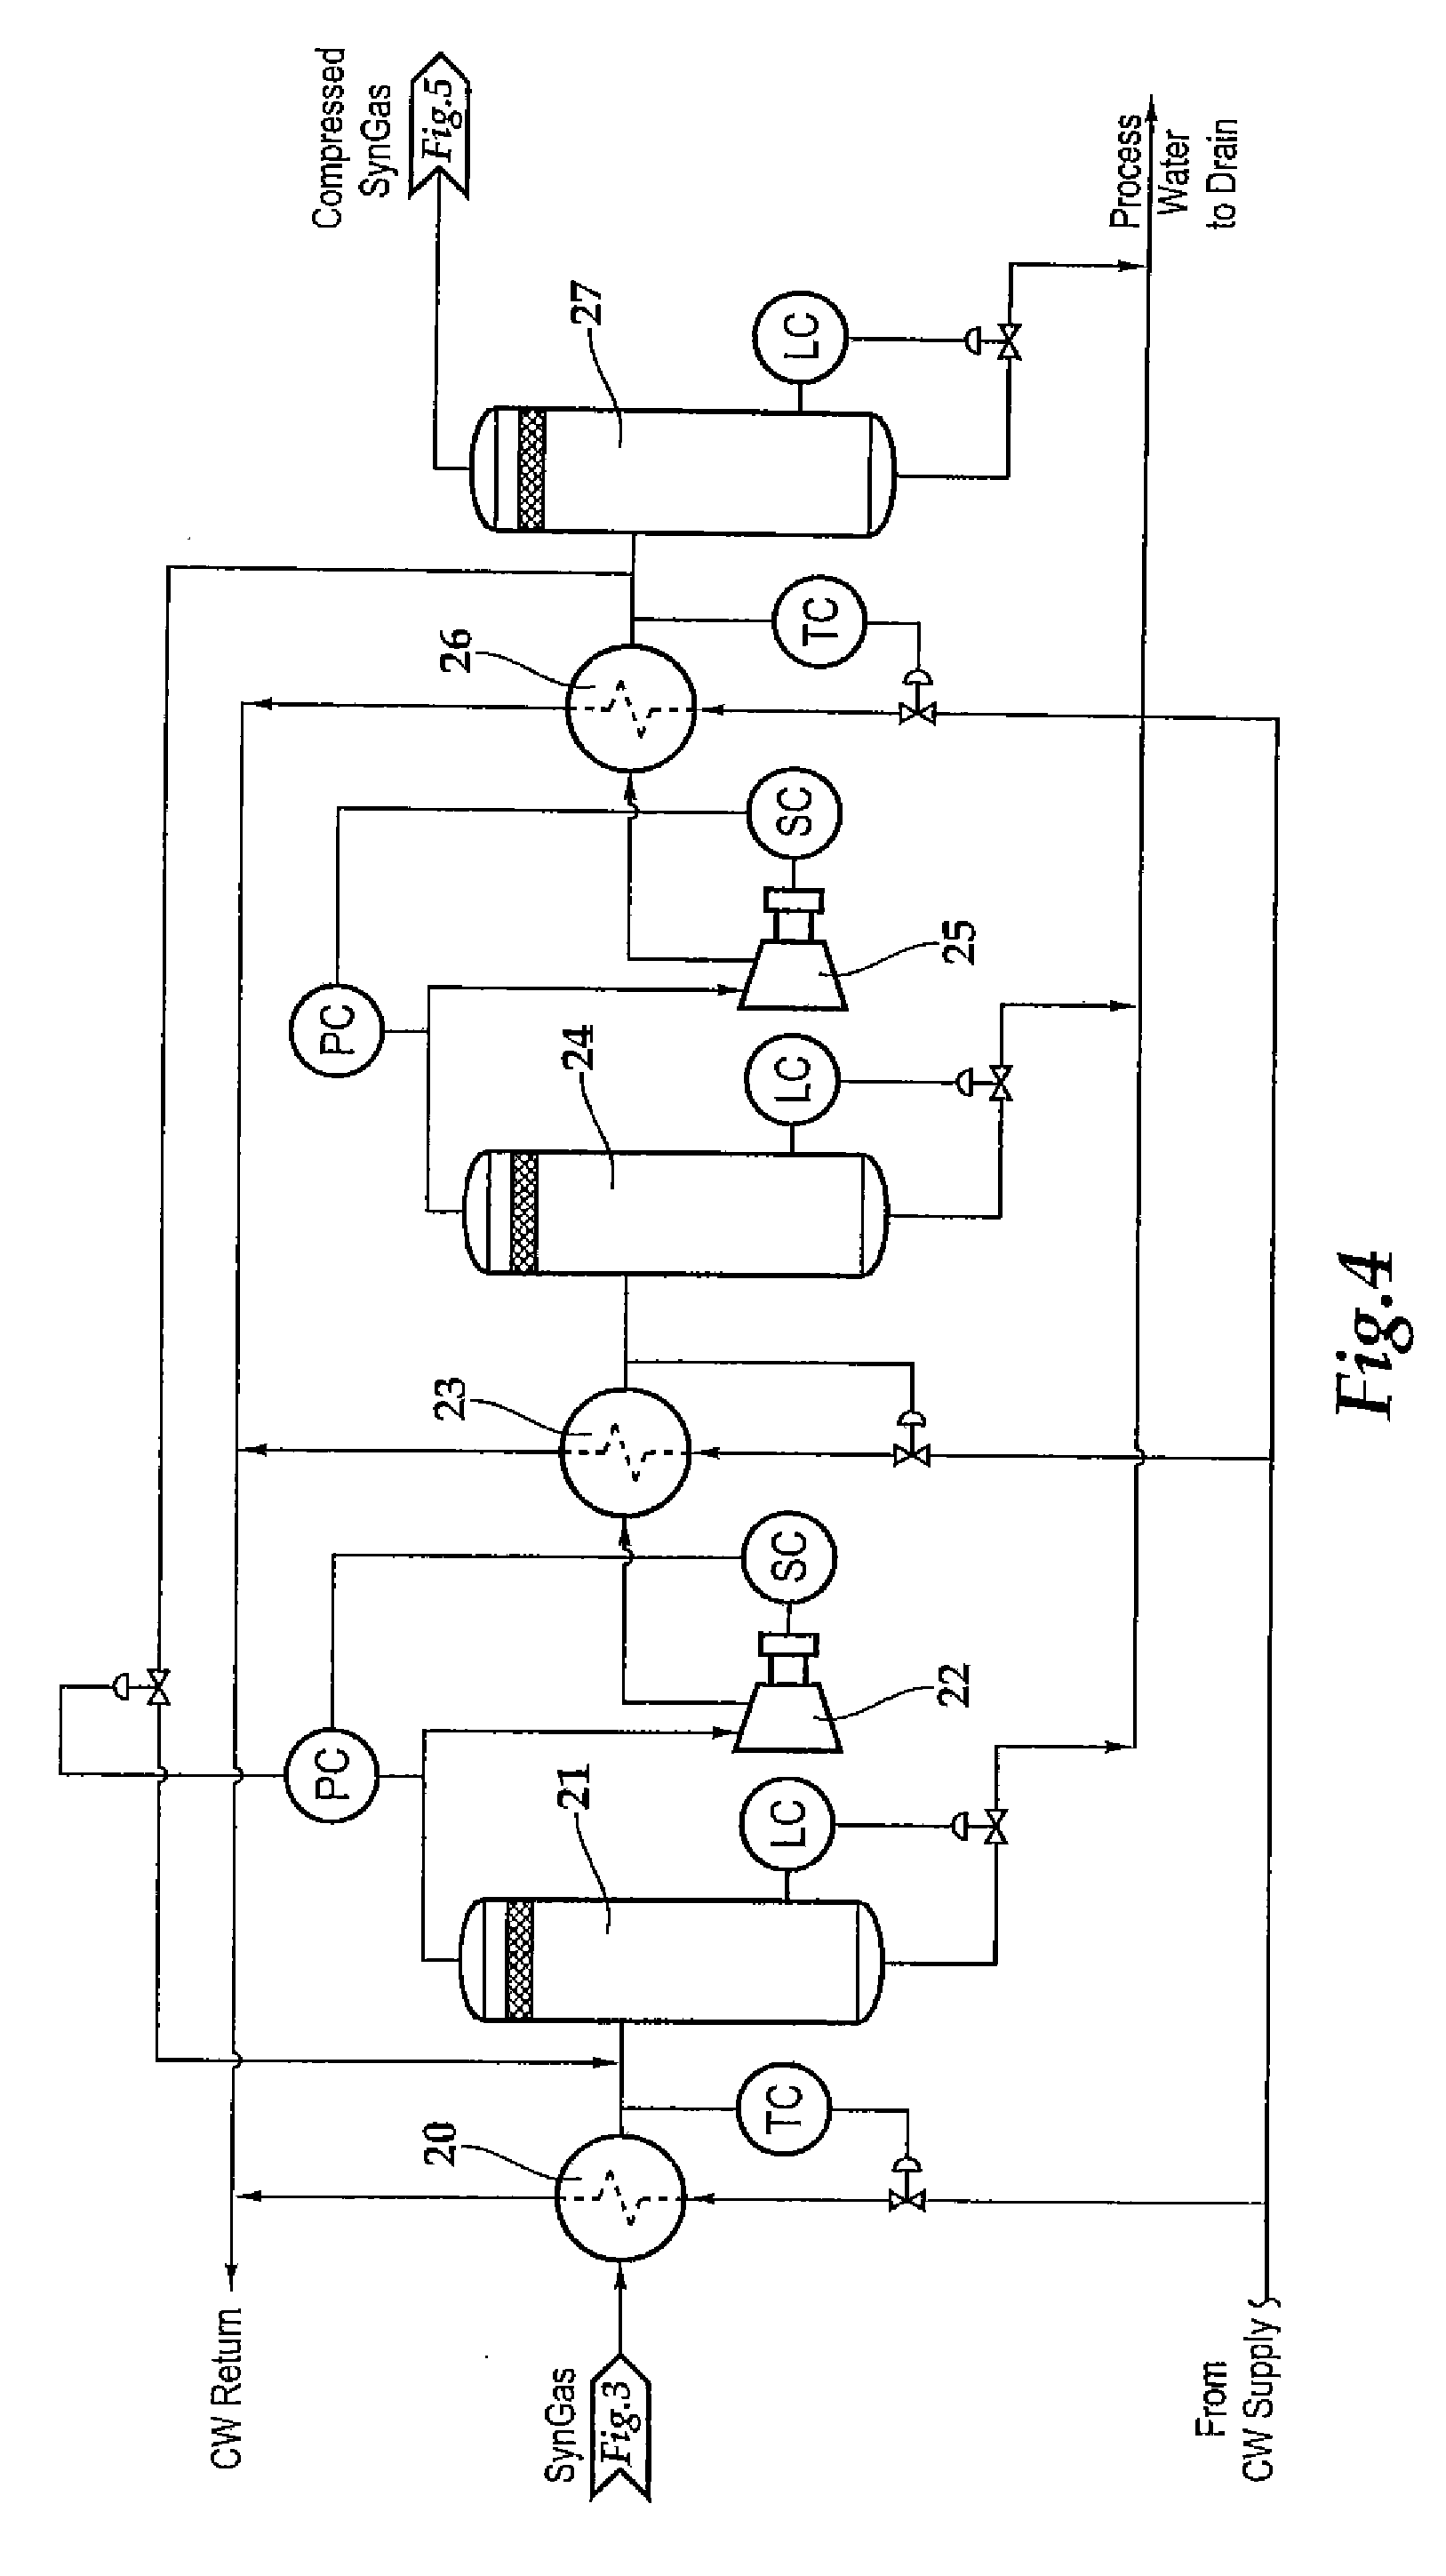 Compressed
SynGas
Fig.5
CW Return
PC
PC
20
21
23
24
26
27
SynGas
Fig.3
TC
LC
SC
22
LC
SC
25
TC
LC
Process
Water
to Drain
From
CW Supply
Fig.4